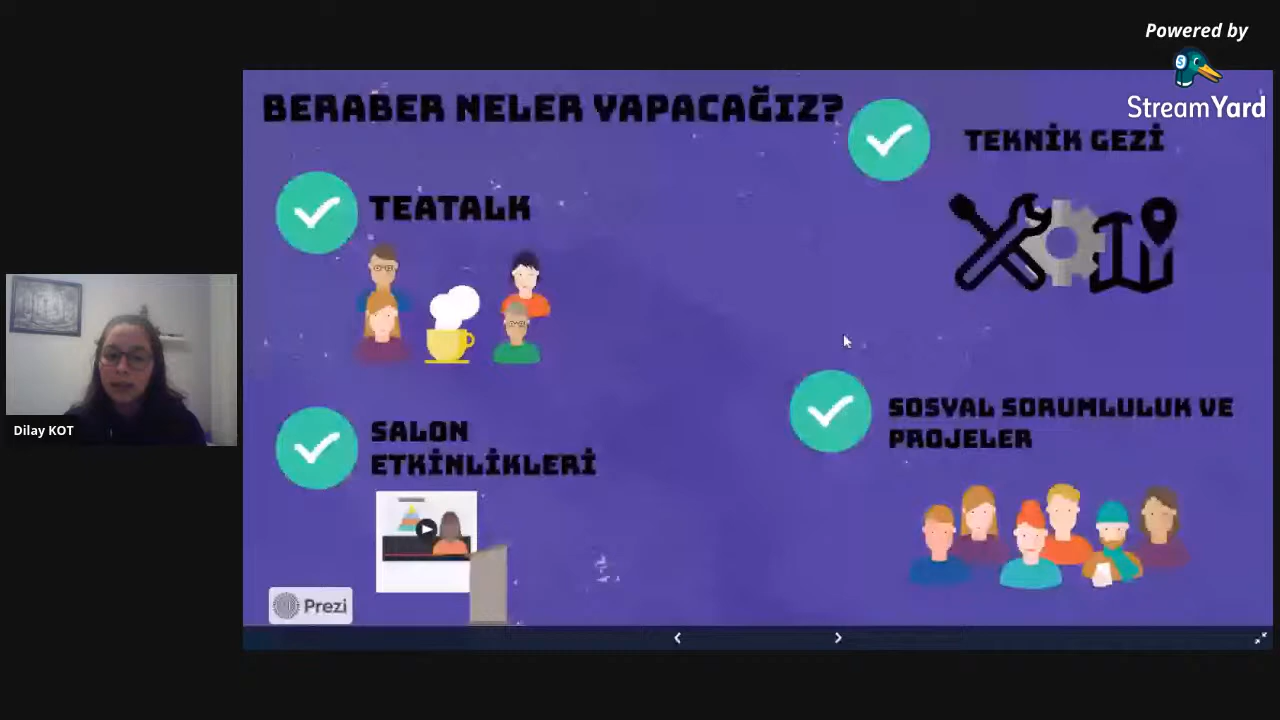 Powered by
StreamYard
BERABER NELER YAPACAĞIZ?
TEKNİK GEZİ
TEATALK
SOSYAL SORUMLULUK VE
PROJELER
SALON
ETKİNLİKLERİ
Dilay KOT
Prezi